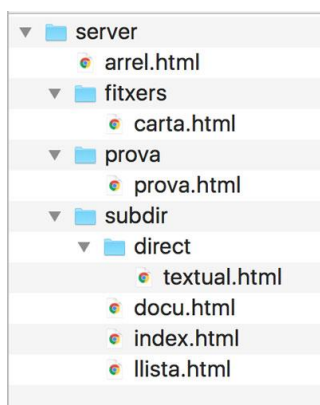 server
arrel.html
fitxers
carta.html
prova
prova.html
subdir
direct
textual.html
docu.html
index.html
llista.html